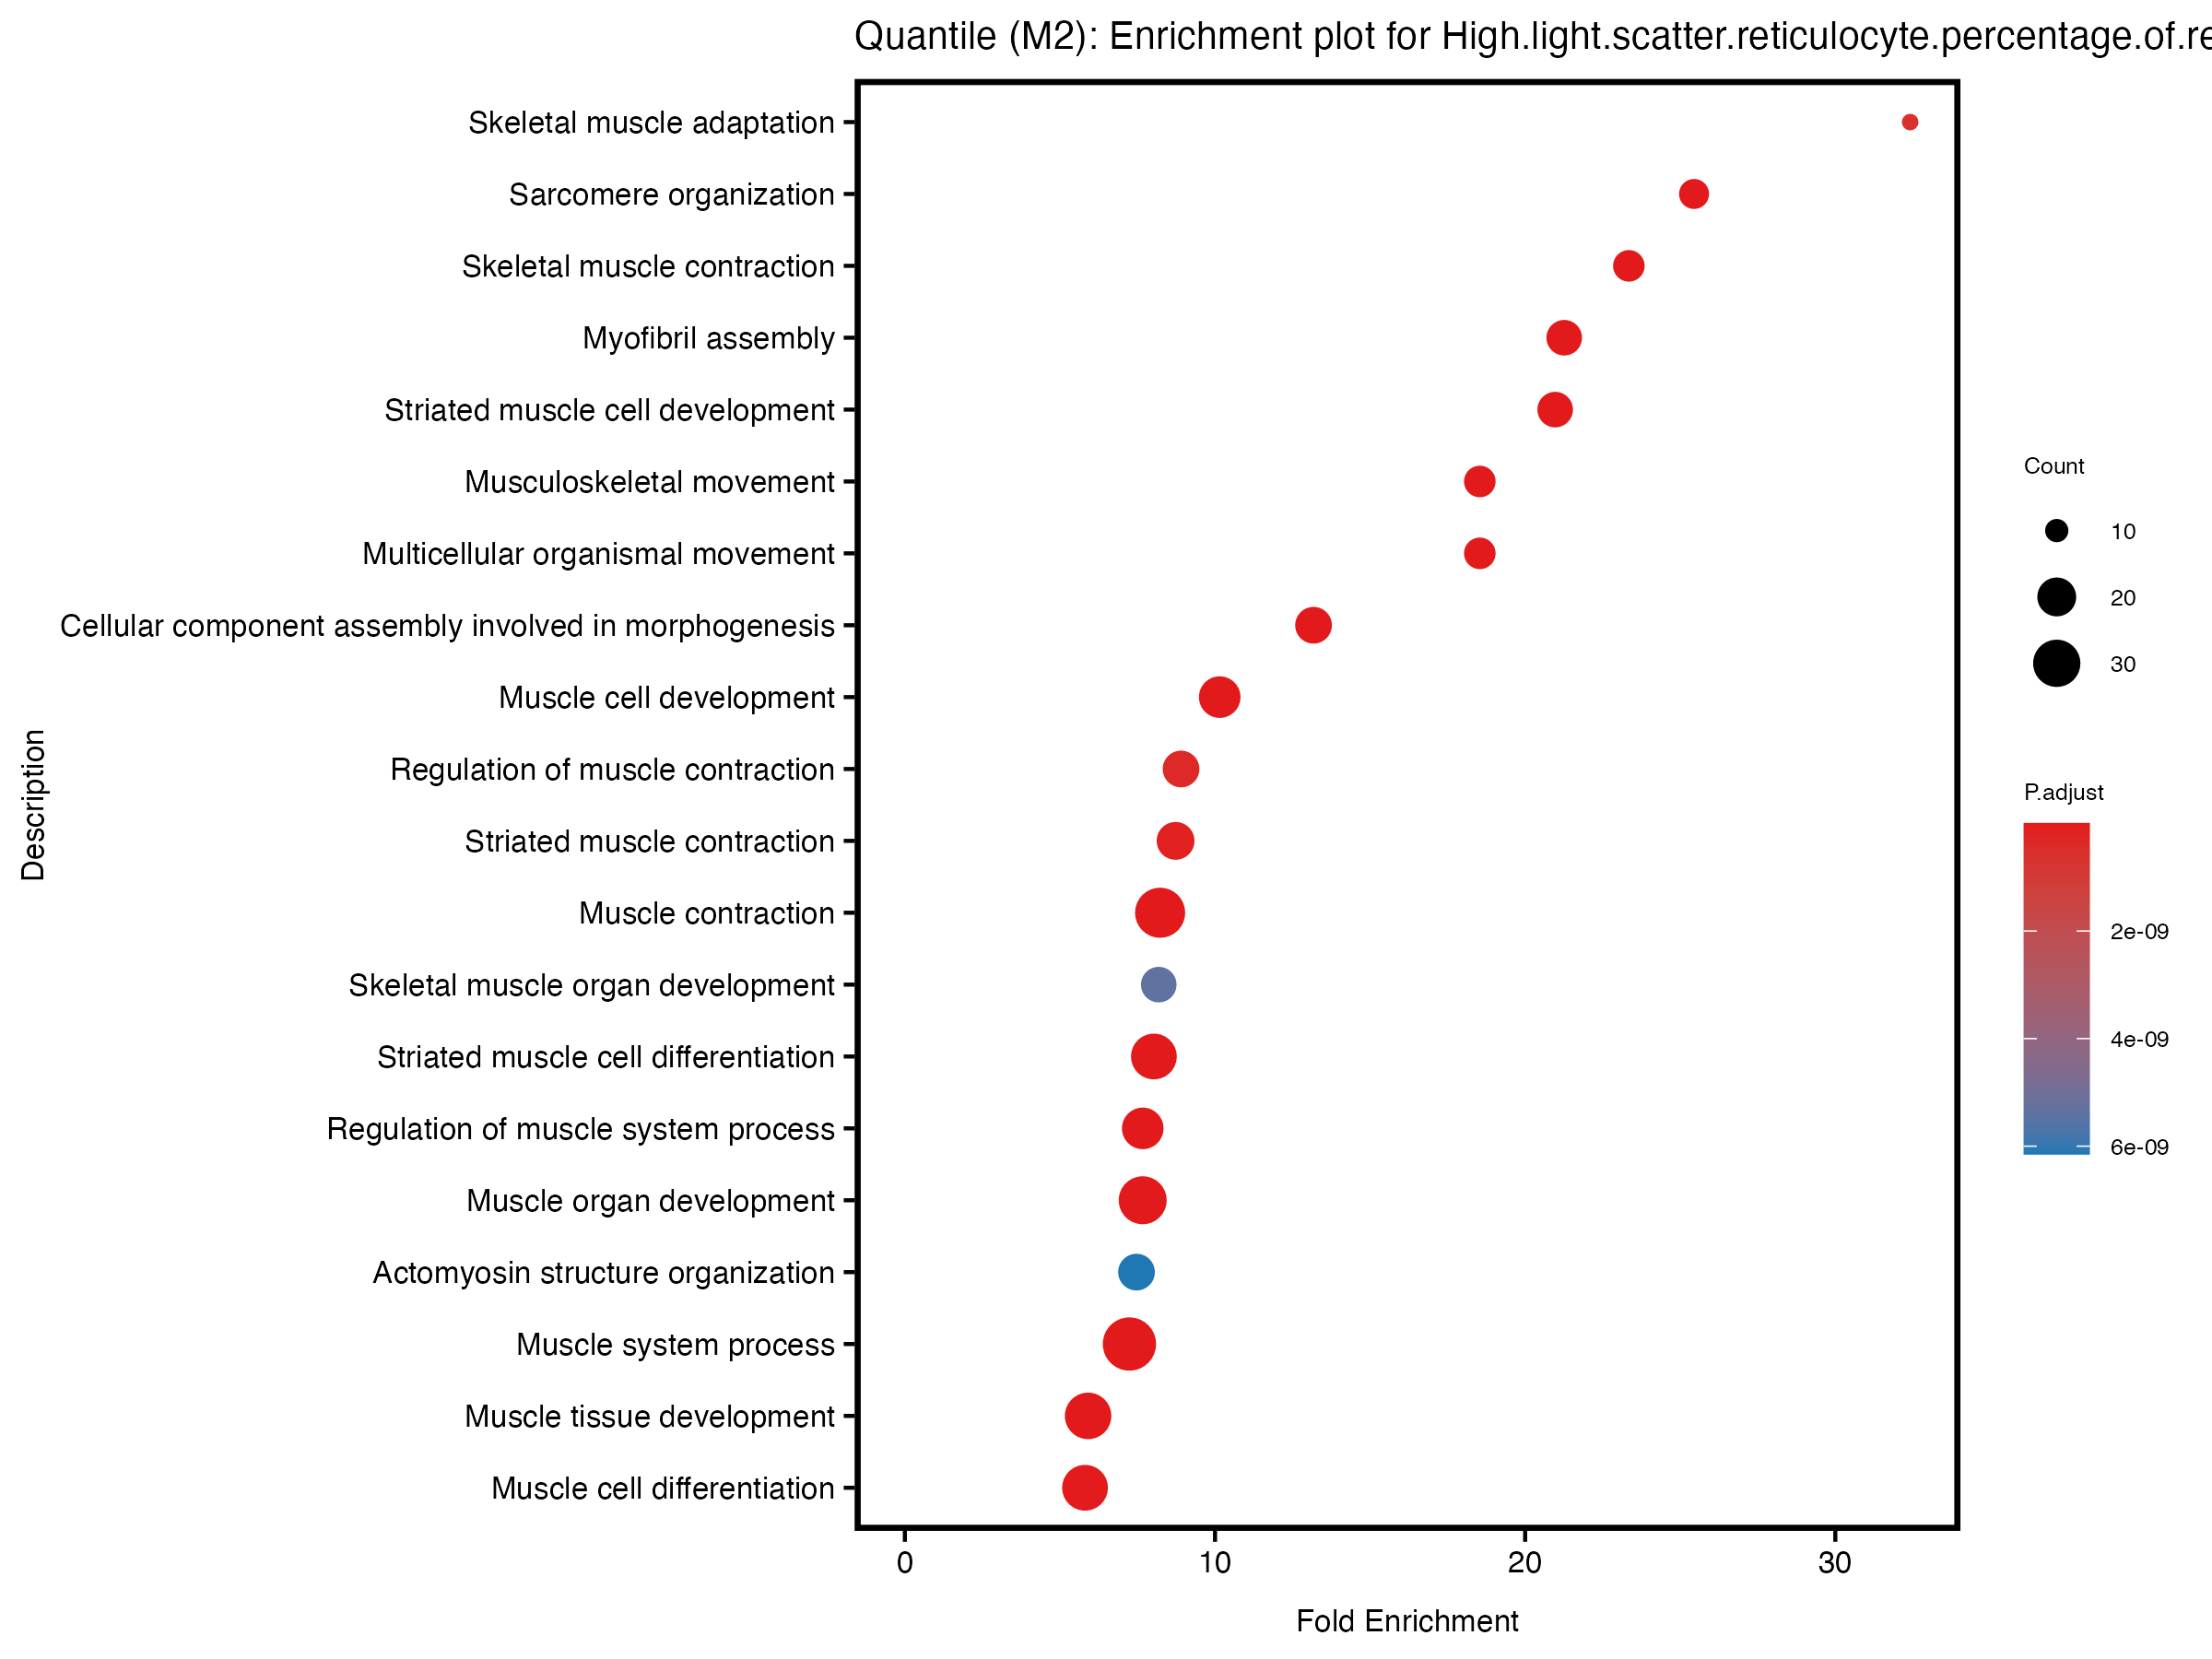 Quantile (M2): Enrichment plot for High.light.scatter.reticulocyte.percentage.of.re
Skeletal muscle adaptation
Sarcomere organization
Skeletal muscle contraction
Myofibril assembly
Striated muscle cell development
Musculoskeletal movement
Multicellular organismal movement
Cellular component assembly involved in morphogenesis
Muscle cell development
Regulation of muscle contraction
Striated muscle contraction
Muscle contraction
Skeletal muscle organ development
Striated muscle cell differentiation
Regulation of muscle system process
Muscle organ development
Actomyosin structure organization
Muscle system process
Muscle tissue development
Muscle cell differentiation
Description
0 10 20 30
Fold Enrichment
Count
10
20
30
P.adjust
2e-09
4e-09
6e-09